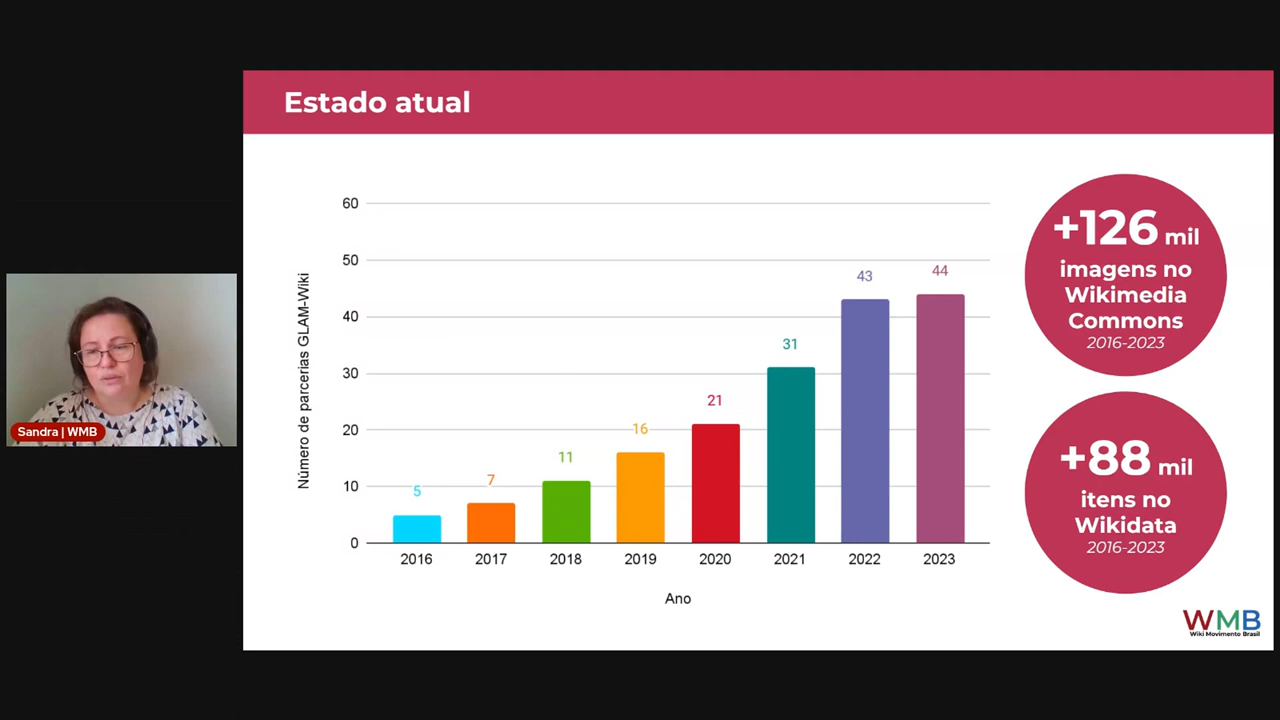 Estado atual
Número de parcerias GLAM-Wiki
60
50
40
30
20
10
0
5
7
11
16
21
31
43
44
2016
2017
2018
2019
2020
2021
2022
2023
Ano
+126 mil
imagens no
Wikimedia
Commons
2016-2023
+88 mil
itens no
Wikidata
2016-2023
WMB
Wiki Movimento Brasil
Sandra | WMB